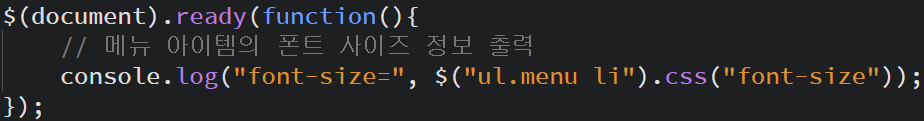 $(document).ready(function(){
// 메뉴 아이템의 폰트 사이즈 정보 출력
console.log("font-size=", $("ul.menu li").css("font-size"));
});